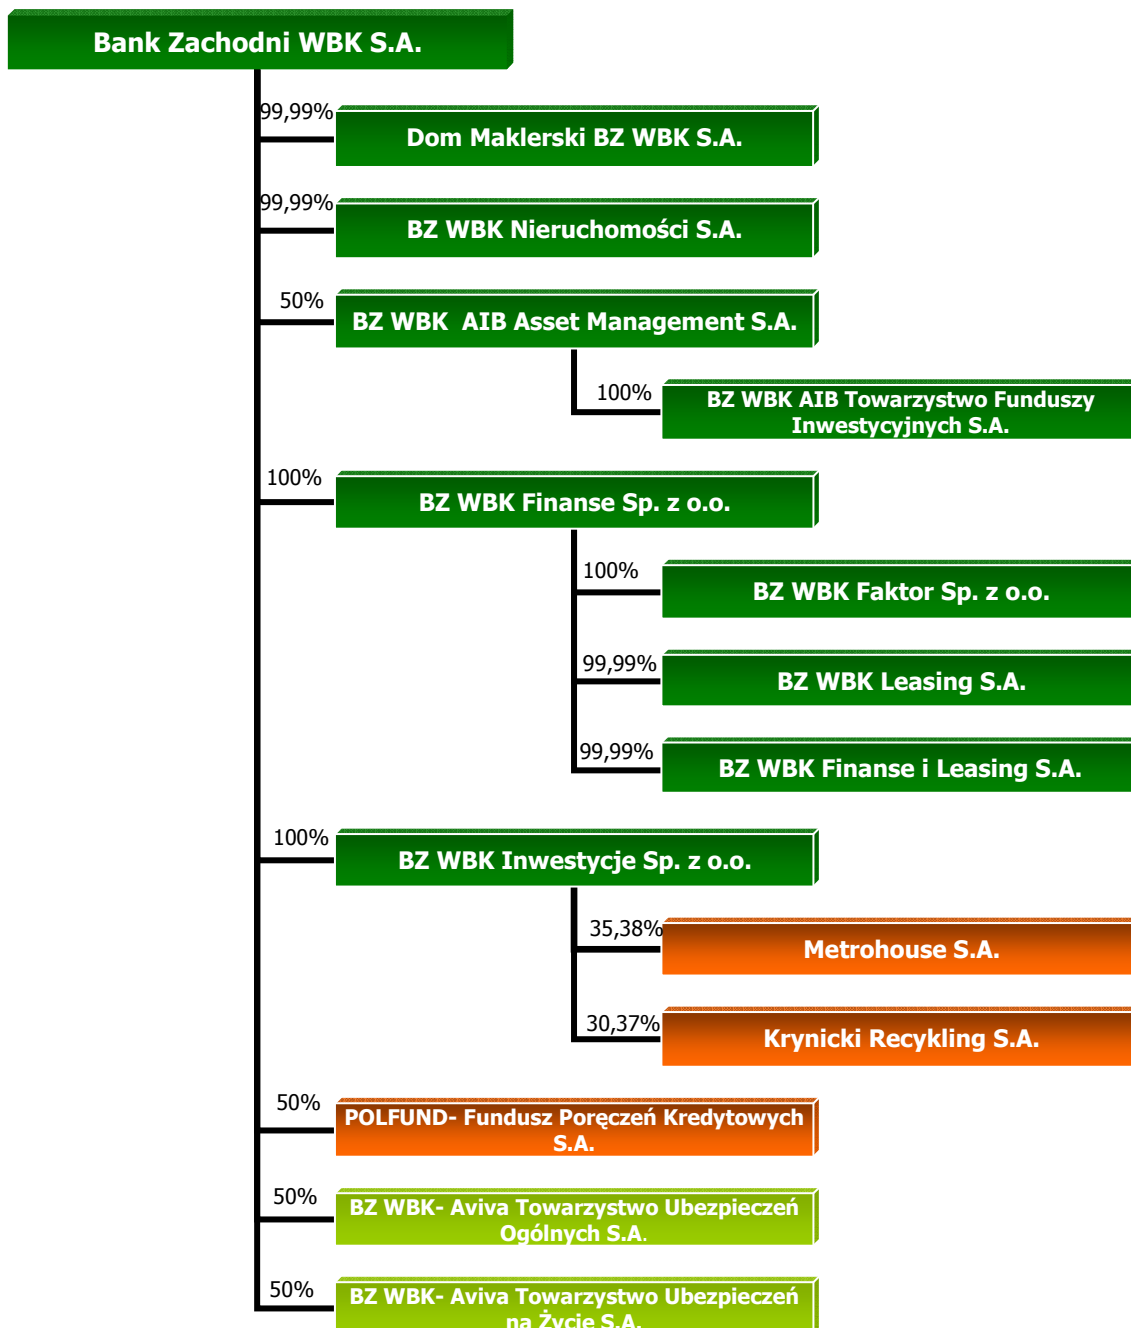 Bank Zachodni WBK S.A.
99,99%
Dom Maklerski BZ WBK S.A.
99,99%
BZ WBK Nieruchomości S.A.
50%
BZ WBK AIB Asset Management S.A.
100%
BZ WBK AIB Towarzystwo Funduszy
Inwestycyjnych S.A.
100%
BZ WBK Finanse Sp. z o.o.
100%
BZ WBK Faktor Sp. z o.o.
99,99%
BZ WBK Leasing S.A.
99,99%
BZ WBK Finanse i Leasing S.A.
100%
BZ WBK Inwestycje Sp. z o.o.
35,38%
Metrohouse S.A.
30,37%
Krynicki Recykling S.A.
50%
POLFUND- Fundusz Poręczeń Kredytowych
S.A.
50%
BZ WBK- Aviva Towarzystwo Ubezpieczeń
Ogólnych S.A.
50%
BZ WBK- Aviva Towarzystwo Ubezpieczeń
na Życie S.A.